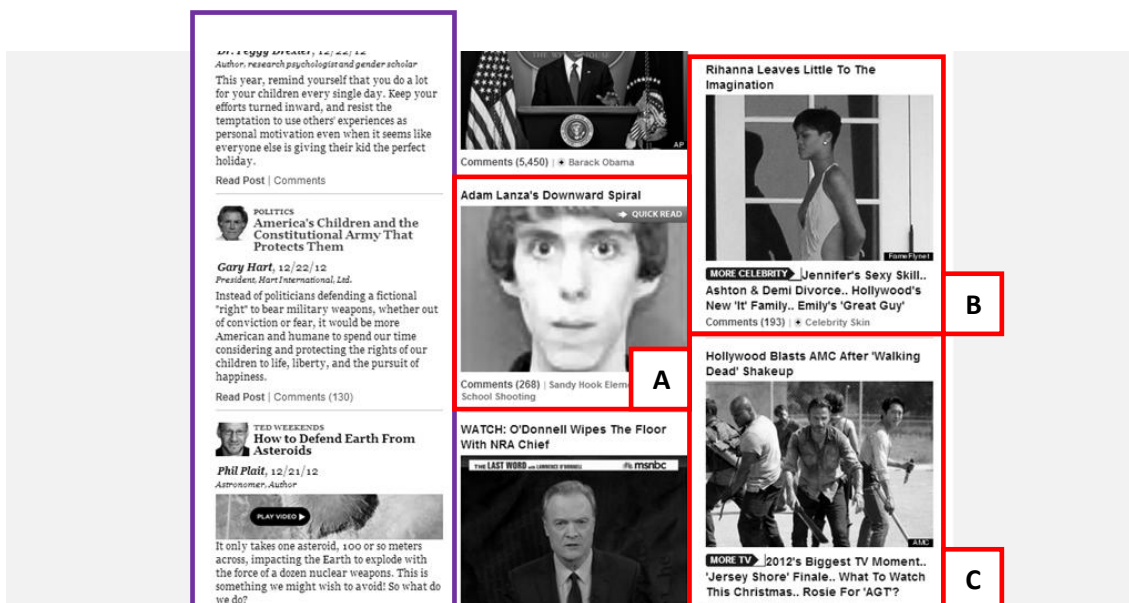 Dr. Peggy Drexler, 12/22/12
Author, research psychologist and gender scholar
This year, remind yourself that you do a lot
for your children every single day. Keep your
efforts turned inward, and resist the
temptation to use others' experiences as
personal motivation even when it seems like
everyone else is giving their kid the perfect
holiday.
Read Post | Comments
POLITICS
America's Children and the
Constitutional Army That
Protects Them
Gary Hart, 12/22/12
President, Hart International, Ltd.
Instead of politicians defending a fictional
"right" to bear military weapons, whether out
of conviction or fear, it would be more
American and humane to spend our time
considering and protecting the rights of our
children to life, liberty, and the pursuit of
happiness.
Read Post | Comments (130)
TED WEEKENDS
How to Defend Earth From
Asteroids
Phil Plait, 12/21/12
Astronomer, Author
PLAY VIDEO
It only takes one asteroid, 100 or so meters
across, impacting the Earth to explode with
the force of a dozen nuclear weapons. This is
something we might wish to avoid! So what do
we do?
THE WHITE HOUSE
AP
Comments (5,450) | Barack Obama
Adam Lanza's Downward Spiral
QUICK READ
Comments (268) | Sandy Hook Elem
School Shooting
A
WATCH: O'Donnell Wipes The Floor
With NRA Chief
THE LAST WORD WITH LAWRENCE O'DONNELL msnbc
Rihanna Leaves Little To The
Imagination
FameFlynet
MORE CELEBRITY Jennifer's Sexy Skill..
Ashton & Demi Divorce.. Hollywood's
New 'It' Family.. Emily's 'Great Guy'
Comments (193) | Celebrity Skin
B
Hollywood Blasts AMC After 'Walking
Dead' Shakeup
AMC
MORE TV 2012's Biggest TV Moment..
'Jersey Shore' Finale.. What To Watch
This Christmas.. Rosie For 'AGT'?
C